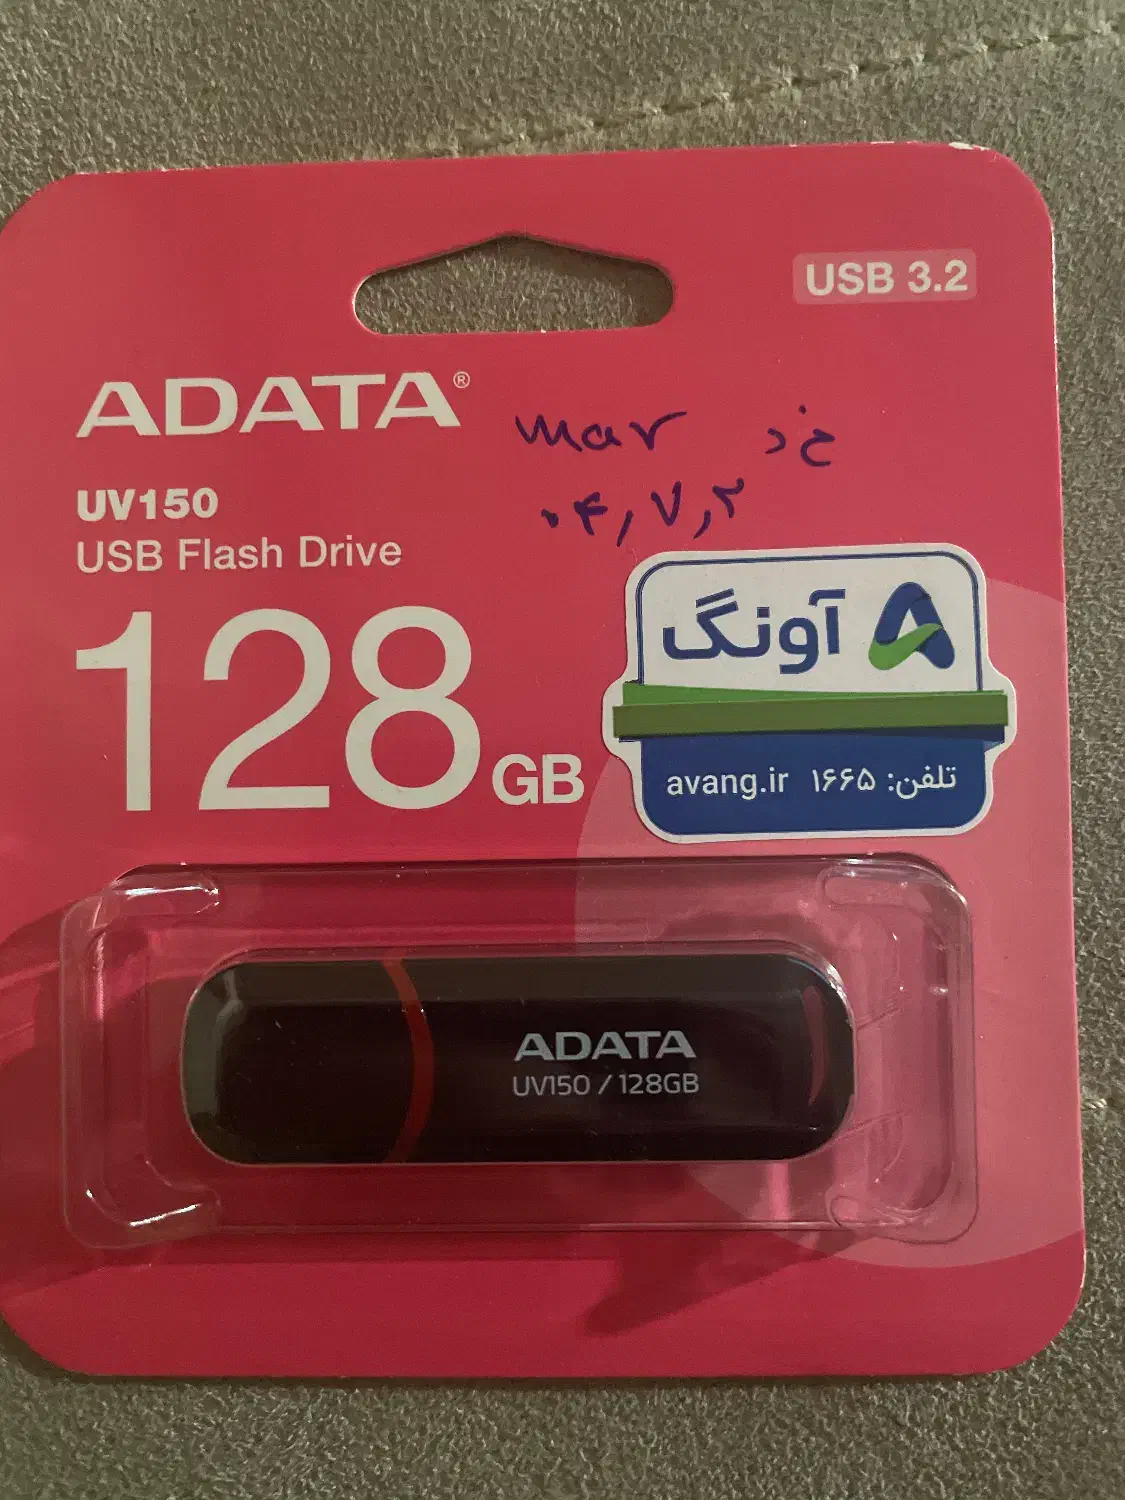 USB 3.2
ADATA®
mar خ د
۰۴,۷,۲
UV150
USB Flash Drive
128GB
آونگ
تلفن: ۱۶۶۵ avang.ir
ADATA
UV150 / 128GB